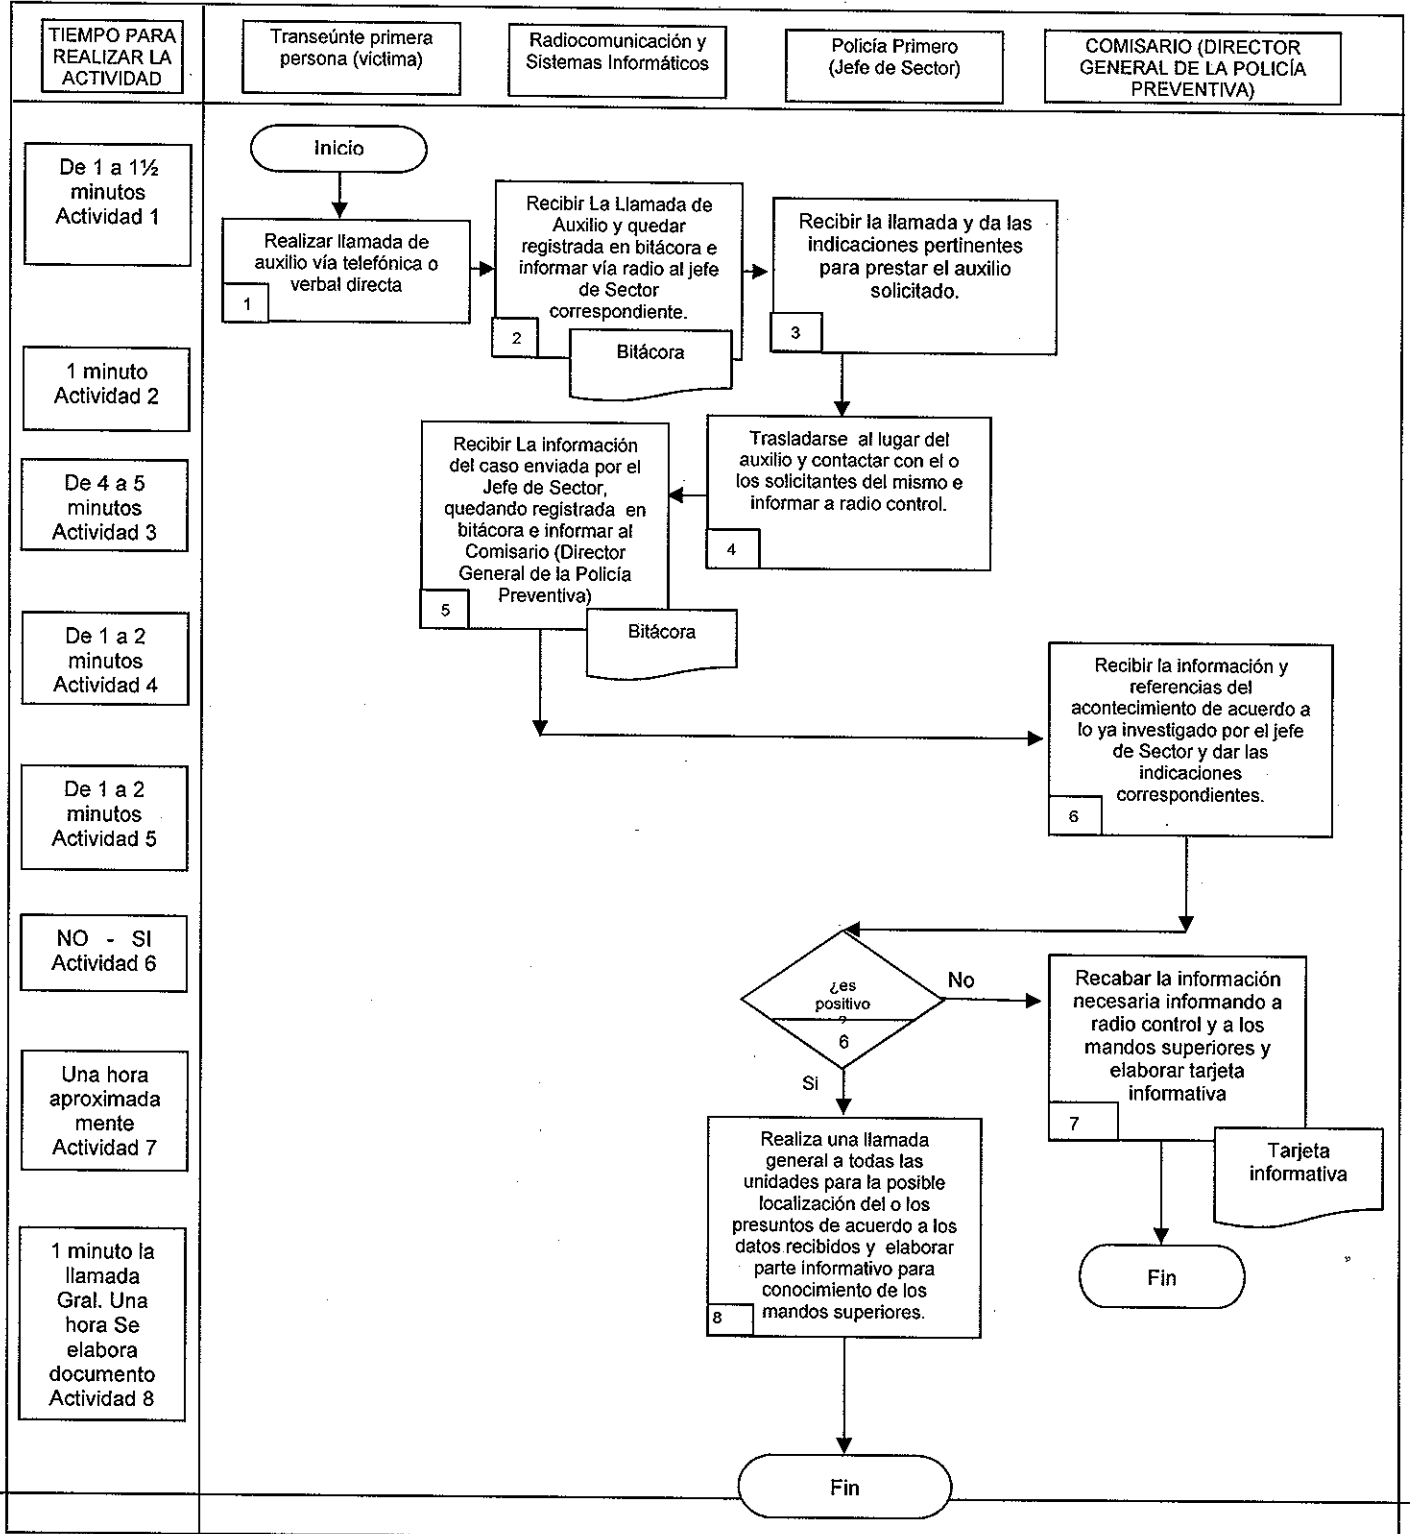 TIEMPO PARA
REALIZAR LA
ACTIVIDAD
Transeúnte primera
persona (victima)
Radiocomunicación y
Sistemas Informáticos
Policía Primero
(Jefe de Sector)
COMISARIO (DIRECTOR
GENERAL DE LA POLICÍA
PREVENTIVA)
De 1 a 1½
minutos
Actividad 1
Inicio
Realizar llamada de
auxilio vía telefónica o
verbal directa
1
Recibir La Llamada de
Auxilio y quedar
registrada en bitácora e
informar vía radio al jefe
de Sector
correspondiente.
2
Bitácora
Recibir la llamada y da las
indicaciones pertinentes
para prestar el auxilio
solicitado.
3
1 minuto
Actividad 2
De 4 a 5
minutos
Actividad 3
Trasladarse al lugar del
auxilio y contactar con el o
los solicitantes del mismo e
informar a radio control.
4
Recibir La información
del caso enviada por el
Jefe de Sector,
quedando registrada en
bitácora e informar al
Comisario (Director
General de la Policía
Preventiva)
5
Bitácora
De 1 a 2
minutos
Actividad 4
Recibir la información y
referencias del
acontecimiento de acuerdo a
lo ya investigado por el jefe
de Sector y dar las
indicaciones
correspondientes.
6
De 1 a 2
minutos
Actividad 5
NO - SI
Actividad 6
¿es
positivo
?
6
No
Si
Recabar la información
necesaria informando a
radio control y a los
mandos superiores y
elaborar tarjeta
informativa
7
Tarjeta
informativa
Fin
Una hora
aproximada
mente
Actividad 7
Realiza una llamada
general a todas las
unidades para la posible
localización del o los
presuntos de acuerdo a los
datos recibidos y elaborar
parte informativo para
conocimiento de los
mandos superiores.
8
1 minuto la
llamada
Gral. Una
hora Se
elabora
documento
Actividad 8
Fin